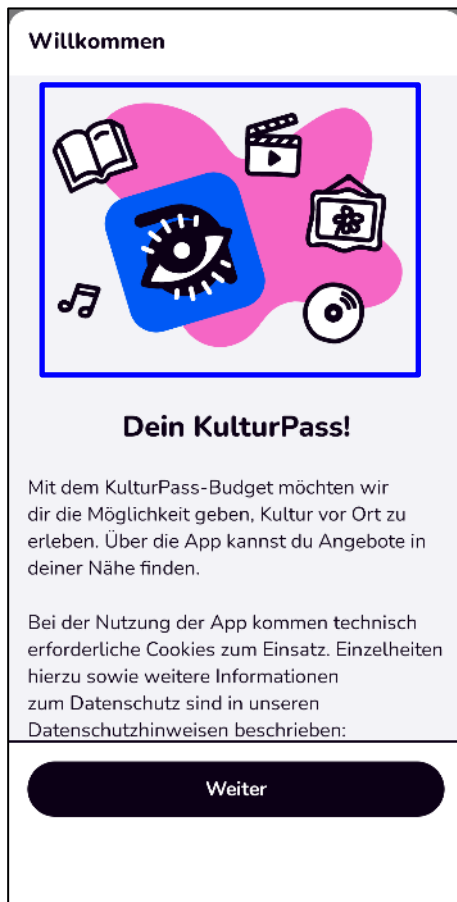 Willkommen
Dein KulturPass!
Mit dem KulturPass-Budget möchten wir
dir die Möglichkeit geben, Kultur vor Ort zu
erleben. Über die App kannst du Angebote in
deiner Nähe finden.
Bei der Nutzung der App kommen technisch
erforderliche Cookies zum Einsatz. Einzelheiten
hierzu sowie weitere Informationen
zum Datenschutz sind in unseren
Datenschutzhinweisen beschrieben:
Weiter